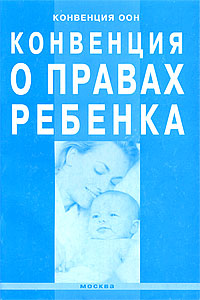 КОНВЕНЦИЯ ООН
КОНВЕНЦИЯ
О ПРАВАХ
РЕБЕНКА
МОСКВА